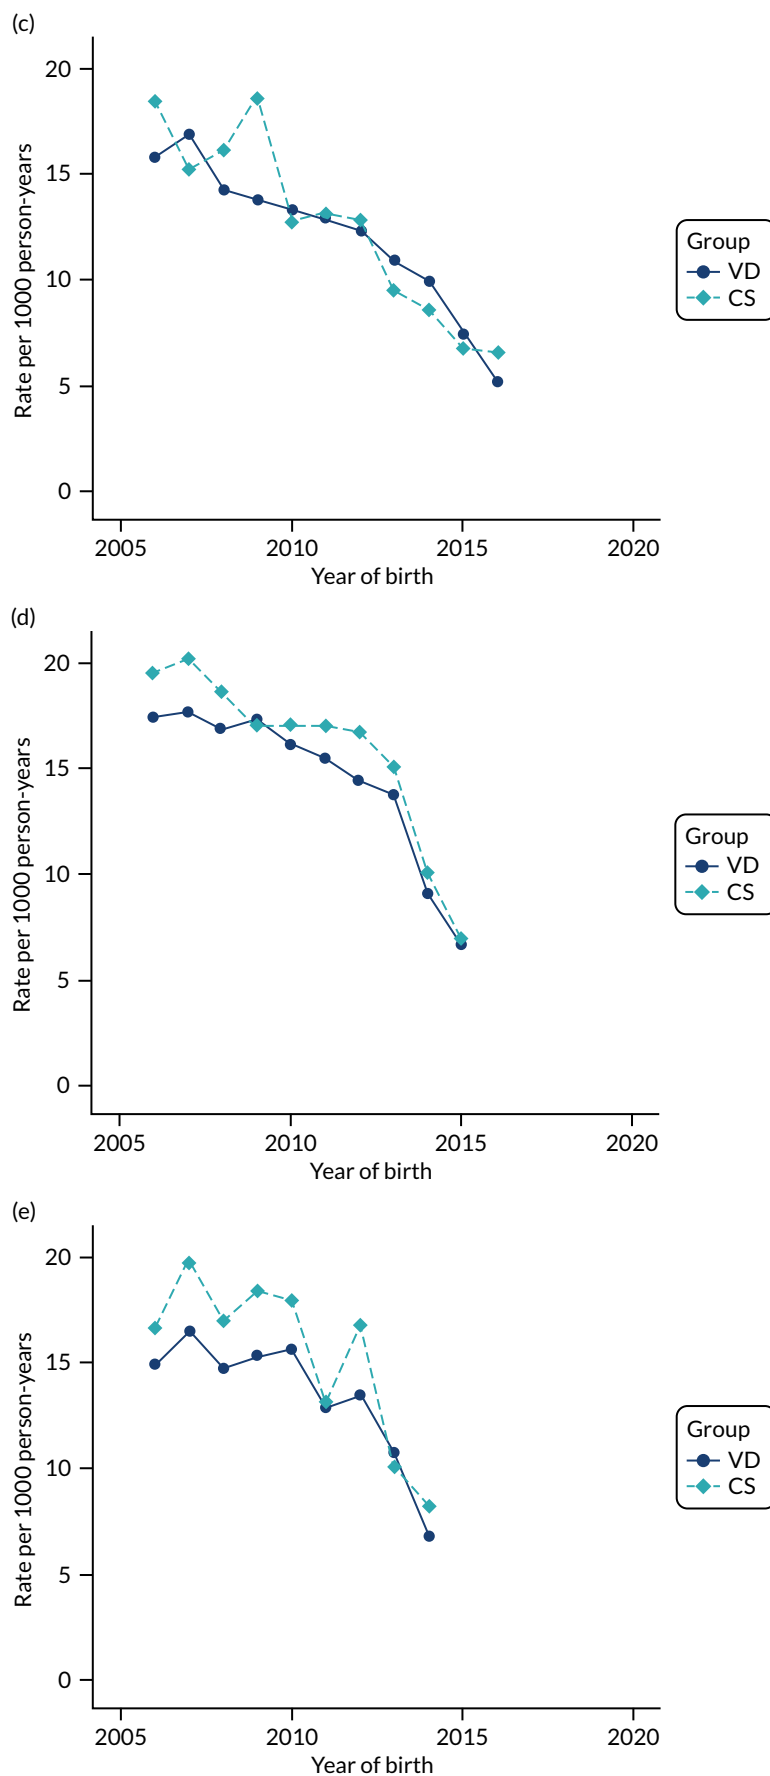 (c)
20
15
10
5
0
Rate per 1000 person-years
2005 2010 2015 2020
Year of birth
Group
VD
CS
(d)
20
15
10
5
0
Rate per 1000 person-years
2005 2010 2015 2020
Year of birth
Group
VD
CS
(e)
20
15
10
5
0
Rate per 1000 person-years
2005 2010 2015 2020
Year of birth
Group
VD
CS